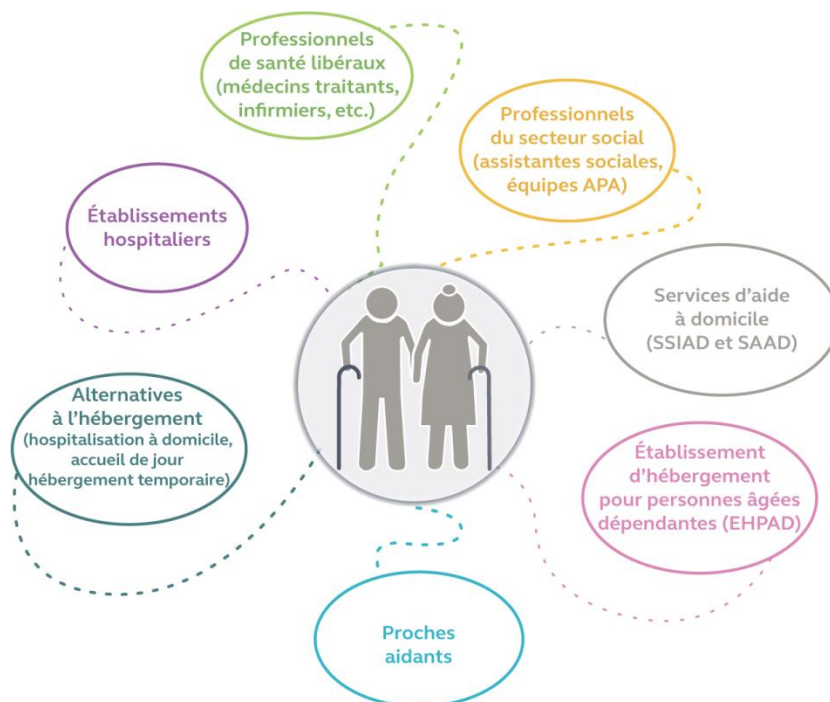 Professionnels
de santé libéraux
(médecins traitants,
infirmiers, etc.)
Professionnels
du secteur social
(assistantes sociales,
équipes APA)
Établissements
hospitaliers
Services d’aide
à domicile
(SSIAD et SAAD)
Alternatives
à l’hébergement
(hospitalisation à domicile,
accueil de jour
hébergement temporaire)
Établissement
d’hébergement
pour personnes âgées
dépendantes (EHPAD)
Proches
aidants